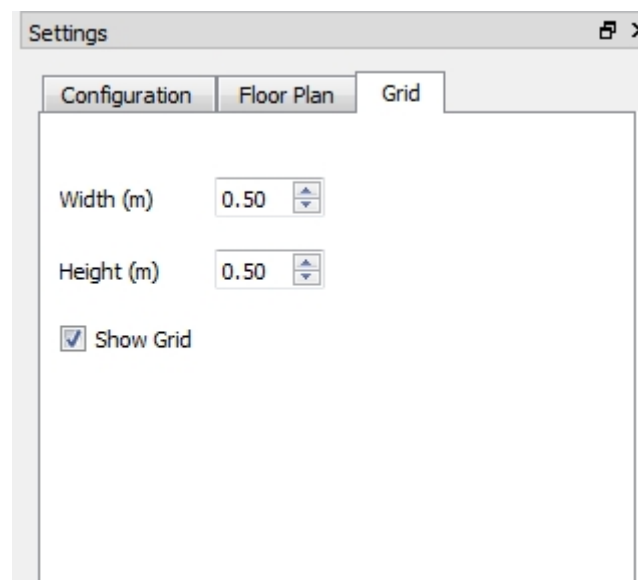 Settings
Configuration Floor Plan Grid
Width (m) 0.50
Height (m) 0.50
Show Grid